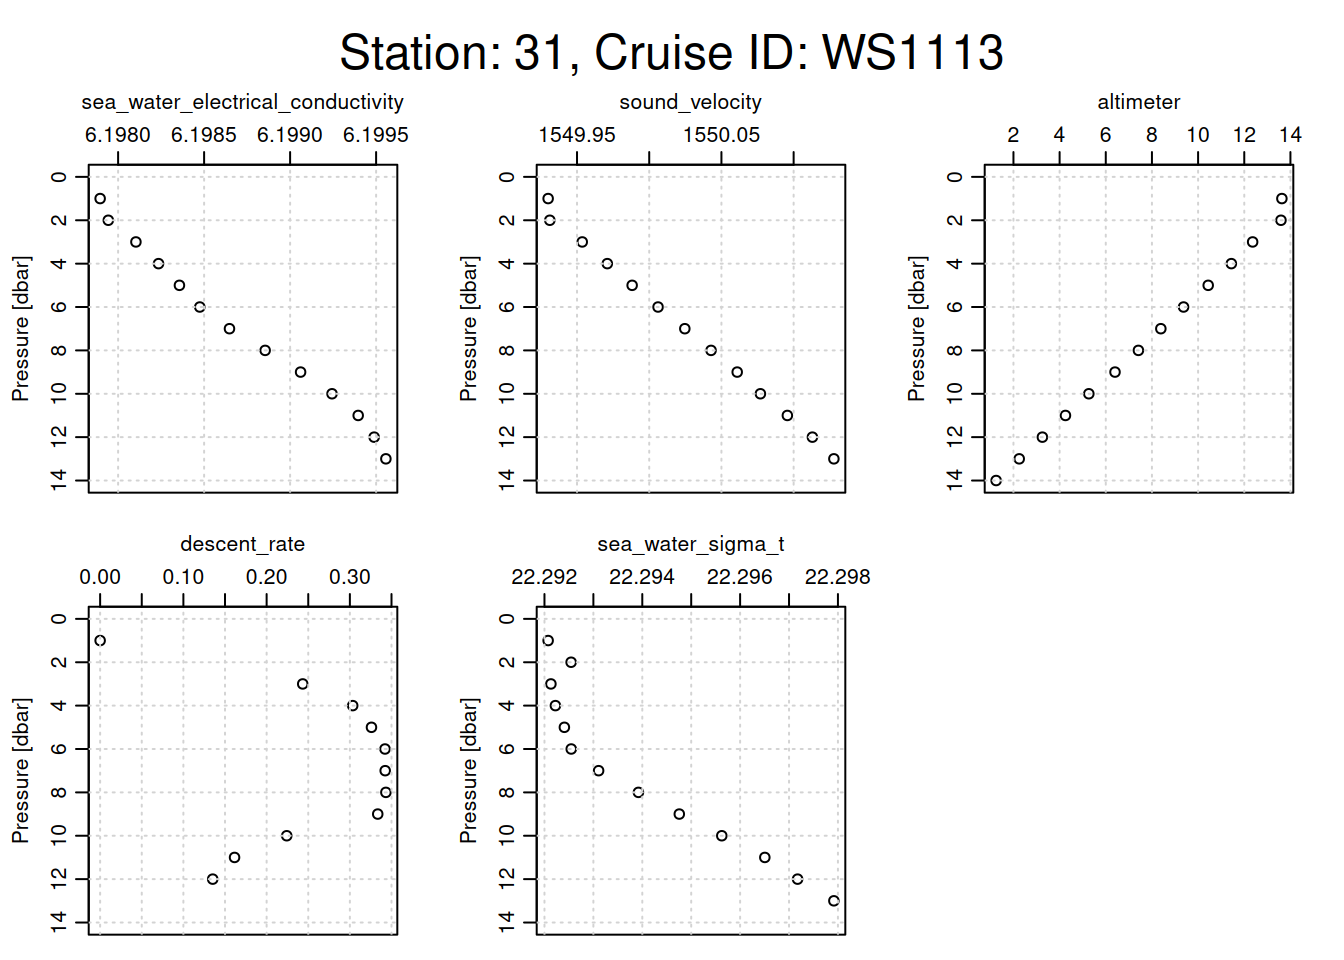 Station: 31, Cruise ID: WS1113
sea_water_electrical_conductivity
6.1980 6.1985 6.1990 6.1995
Pressure [dbar]
0 2 4 6 8 10 12 14
sound_velocity
1549.95 1550.05
Pressure [dbar]
0 2 4 6 8 10 12 14
altimeter
2 4 6 8 10 12 14
Pressure [dbar]
0 2 4 6 8 10 12 14
descent_rate
0.00 0.10 0.20 0.30
Pressure [dbar]
0 2 4 6 8 10 12 14
sea_water_sigma_t
22.292 22.294 22.296 22.298
Pressure [dbar]
0 2 4 6 8 10 12 14